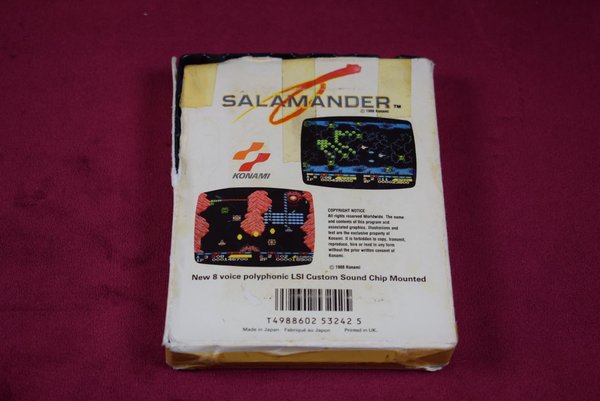 SALAMANDER TM
© 1988 Konami
KONAMI
COPYRIGHT NOTICE
All rights reserved Worldwide. The name
and contents of this program and
associated graphics, illustrations and
text are the exclusive property of
Konami. It is forbidden to copy, transmit,
reproduce, hire or lend in any form
without the prior written consent of
Konami.
© 1988 Konami
New 8 voice polyphonic LSI Custom Sound Chip Mounted
T4988602 53242 5
Made in Japan Fabriqué au Japon Printed in UK.